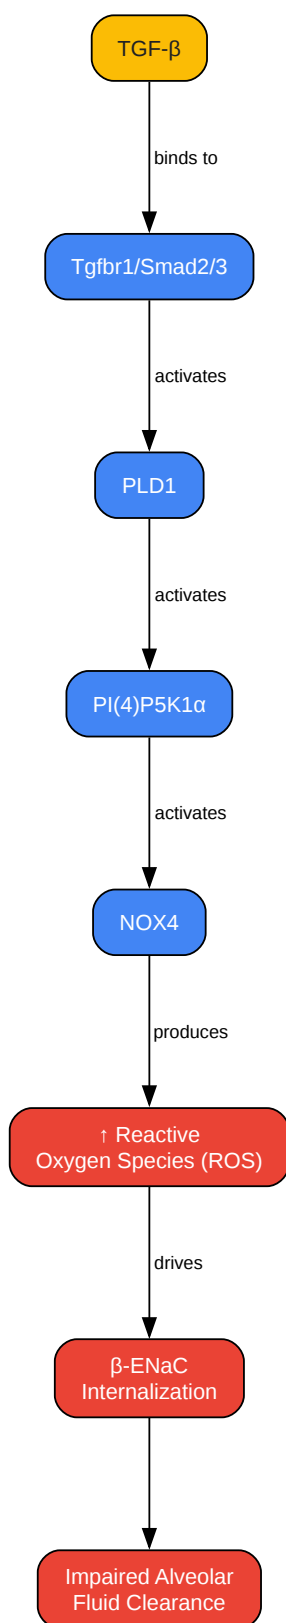 TGF-β
binds to
Tgfbr1/Smad2/3
activates
PLD1
activates
PI(4)P5K1α
activates
NOX4
produces
↑ Reactive
Oxygen Species (ROS)
drives
β-ENaC
Internalization
Impaired Alveolar
Fluid Clearance